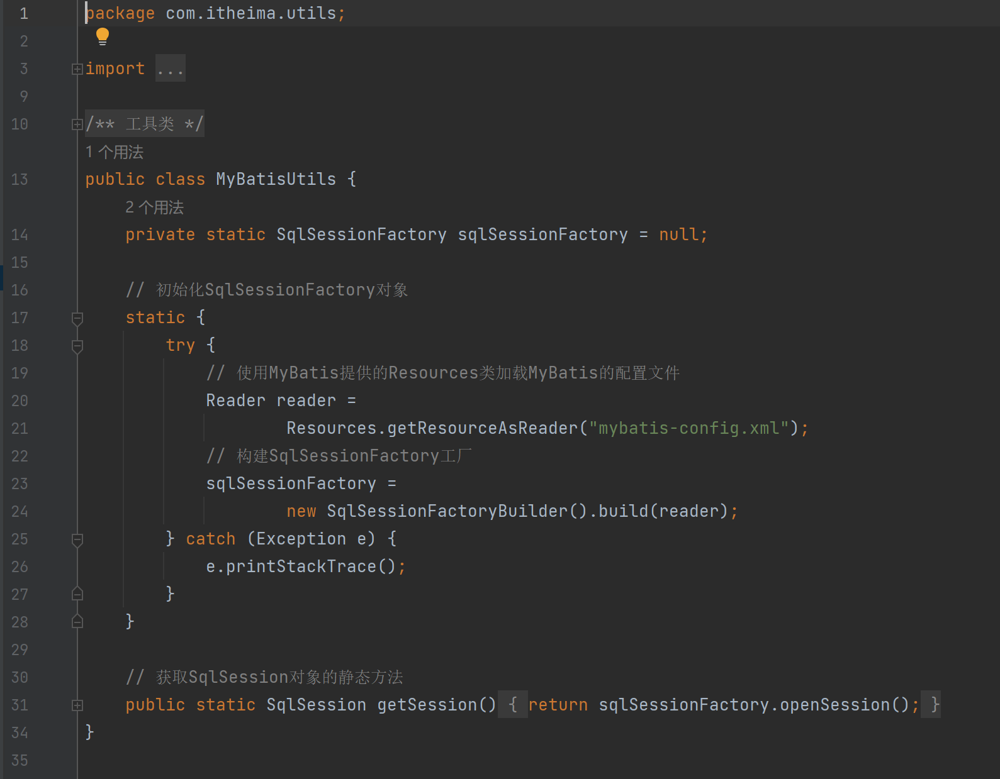 1 package com.itheima.utils;
2
3 import ...
9
10 /** 工具类 */
1 个用法
13 public class MyBatisUtils {
2 个用法
14 private static SqlSessionFactory sqlSessionFactory = null;
15
16 // 初始化SqlSessionFactory对象
17 static {
18 try {
19 // 使用MyBatis提供的Resources类加载MyBatis的配置文件
20 Reader reader =
21 Resources.getResourceAsReader("mybatis-config.xml");
22 // 构建SqlSessionFactory工厂
23 sqlSessionFactory =
24 new SqlSessionFactoryBuilder().build(reader);
25 } catch (Exception e) {
26 e.printStackTrace();
27 }
28 }
29
30 // 获取SqlSession对象的静态方法
31 public static SqlSession getSession() { return sqlSessionFactory.openSession(); }
34 }
35